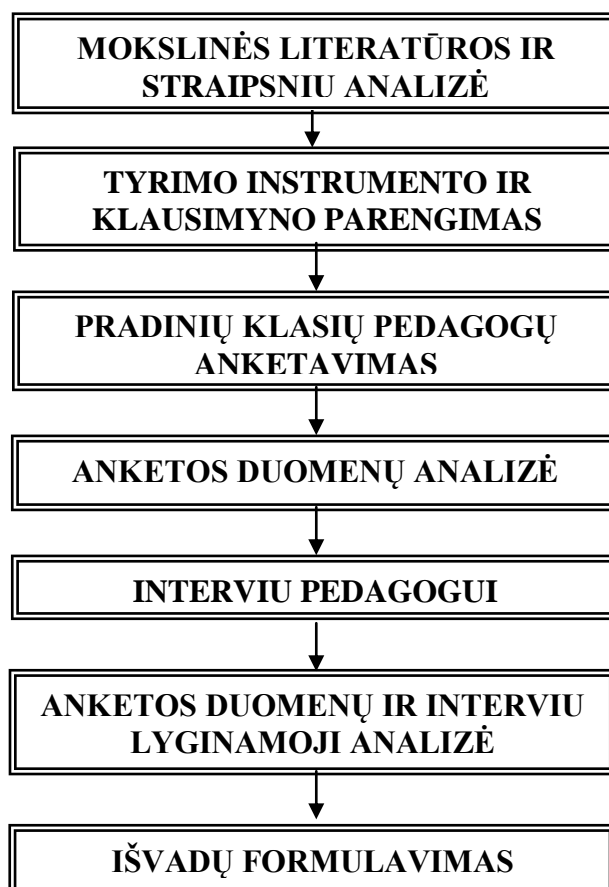 MOKSLINĖS LITERATŪROS IR
STRAIPSNIU ANALIZĖ
TYRIMO INSTRUMENTO IR
KLAUSIMYNO PARENGIMAS
PRADINIŲ KLASIŲ PEDAGOGŲ
ANKETAVIMAS
ANKETOS DUOMENŲ ANALIZĖ
INTERVIU PEDAGOGUI
ANKETOS DUOMENŲ IR INTERVIU
LYGINAMOJI ANALIZĖ
IŠVADŲ FORMULAVIMAS